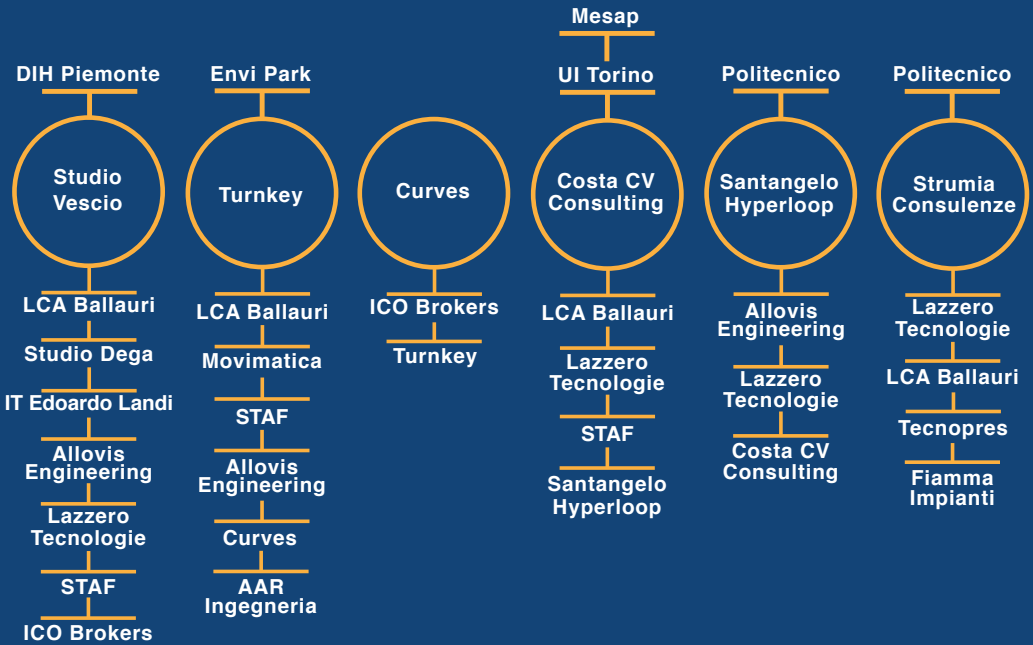 DIH Piemonte
Studio
Vescio
LCA Ballauri
Studio Dega
IT Edoardo Landi
Allovis
Engineering
Lazzero
Tecnologie
STAF
ICO Brokers
Envi Park
Turnkey
LCA Ballauri
Movimatica
STAF
Allovis
Engineering
Curves
AAR
Ingegneria
Curves
ICO Brokers
Turnkey
Mesap
UI Torino
Costa CV
Consulting
LCA Ballauri
Lazzero
Tecnologie
STAF
Santangelo
Hyperloop
Politecnico
Santangelo
Hyperloop
Allovis
Engineering
Lazzero
Tecnologie
Costa CV
Consulting
Politecnico
Strumia
Consulenze
Lazzero
Tecnologie
LCA Ballauri
Tecnopres
Fiamma
Impianti